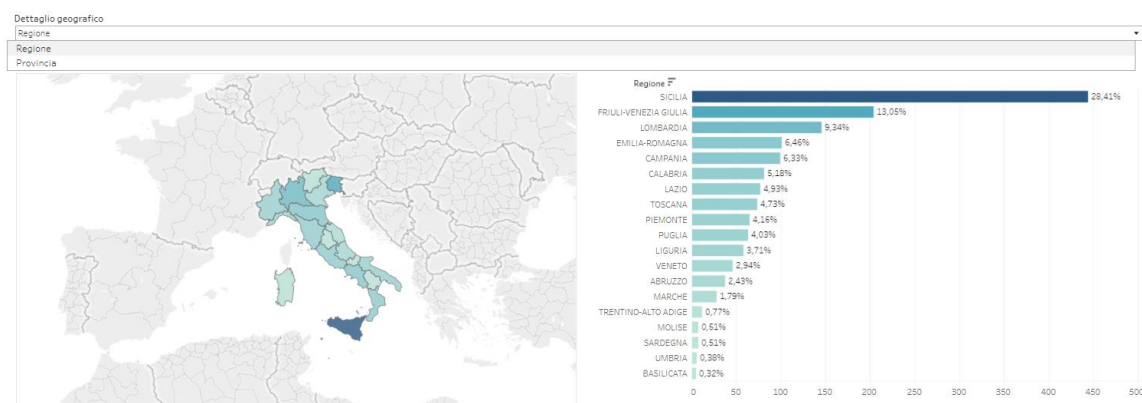 Dettaglio geografico
Regione
Regione
Provincia
Regione
SICILIA 28,41%
FRIULI-VENEZIA GIULIA 13,05%
LOMBARDIA 9,34%
EMILIA-ROMAGNA 6,46%
CAMPANIA 6,33%
CALABRIA 5,18%
LAZIO 4,93%
TOSCANA 4,73%
PIEMONTE 4,16%
PUGLIA 4,03%
LIGURIA 3,71%
VENETO 2,94%
ABRUZZO 2,43%
MARCHE 1,79%
TRENTINO-ALTO ADIGE 0,77%
MOLISE 0,51%
SARDEGNA 0,51%
UMBRIA 0,38%
BASILICATA 0,32%
0 50 100 150 200 250 300 350 400 450 500